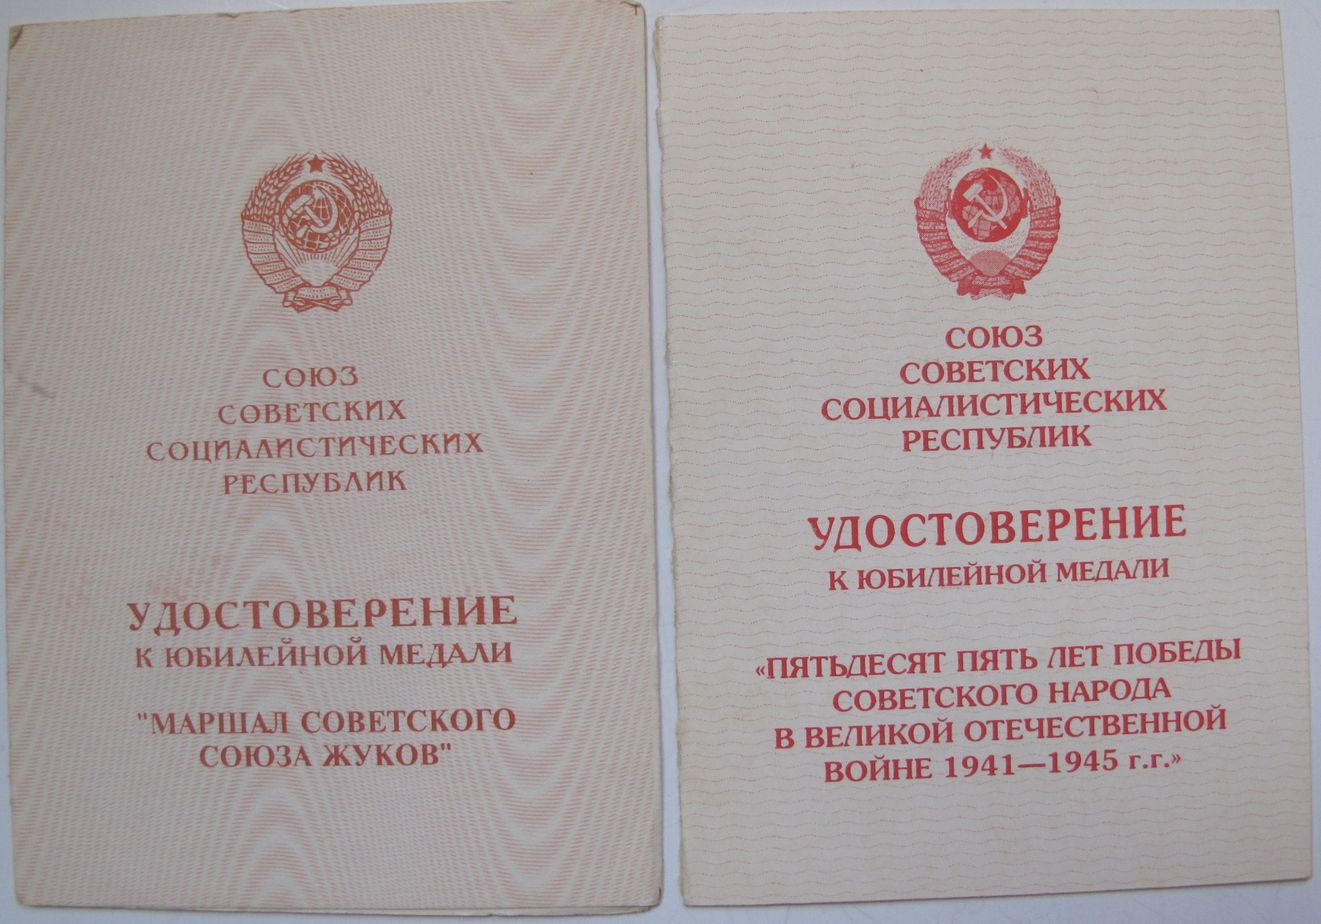 СОЮЗ
СОВЕТСКИХ
СОЦИАЛИСТИЧЕСКИХ
РЕСПУБЛИК
УДОСТОВЕРЕНИЕ
К ЮБИЛЕЙНОЙ МЕДАЛИ
"МАРШАЛ СОВЕТСКОГО
СОЮЗА ЖУКОВ"
СОЮЗ
СОВЕТСКИХ
СОЦИАЛИСТИЧЕСКИХ
РЕСПУБЛИК
УДОСТОВЕРЕНИЕ
К ЮБИЛЕЙНОЙ МЕДАЛИ
«ПЯТЬДЕСЯТ ПЯТЬ ЛЕТ ПОБЕДЫ
СОВЕТСКОГО НАРОДА
В ВЕЛИКОЙ ОТЕЧЕСТВЕННОЙ
ВОЙНЕ 1941—1945 г.г.»